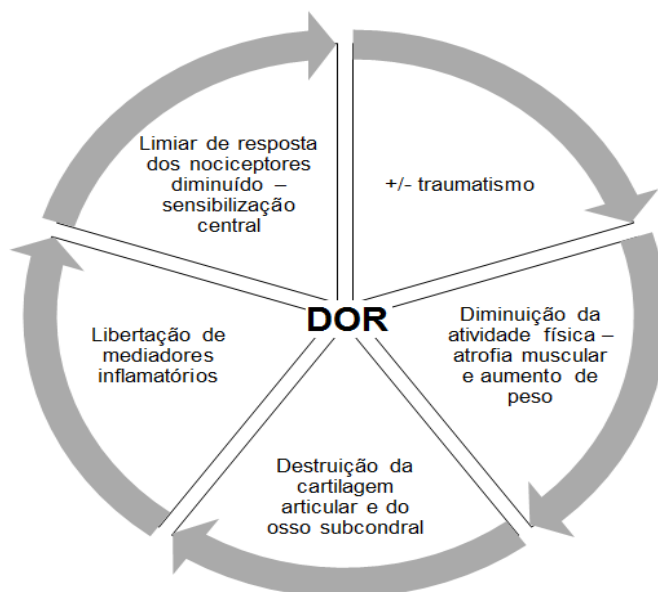 Limiar de resposta
dos nociceptores
diminuído –
sensibilização
central
+/- traumatismo
DOR
Diminuição da
atividade física –
atrofia muscular
e aumento de
peso
Destruição da
cartilagem
articular e do
osso subcondral
Libertação de
mediadores
inflamatórios